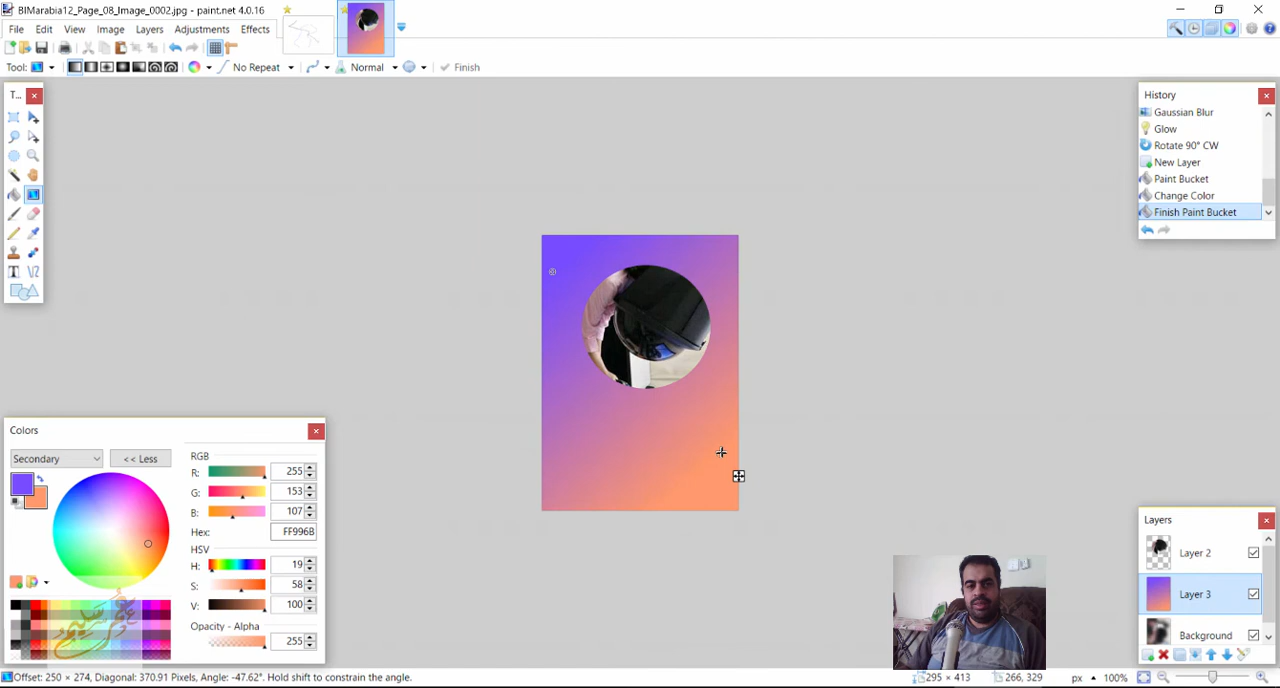 BIMarabia12_Page_08_Image_0002.jpg - paint.net 4.0.16
File Edit View Image Layers Adjustments Effects
Tool: No Repeat Normal Finish
T...
History
Gaussian Blur
Glow
Rotate 90° CW
New Layer
Paint Bucket
Change Color
Finish Paint Bucket
Colors
Secondary << Less
RGB
R: 255
G: 153
B: 107
Hex: FF996B
HSV
H: 19
S: 58
V: 100
Opacity - Alpha
255
عمر سليم
Layers
Layer 2
Layer 3
Background
Offset: 250 × 274, Diagonal: 370.91 Pixels, Angle: -47.62°. Hold shift to constrain the angle. 295 × 413 266, 329 px 100%